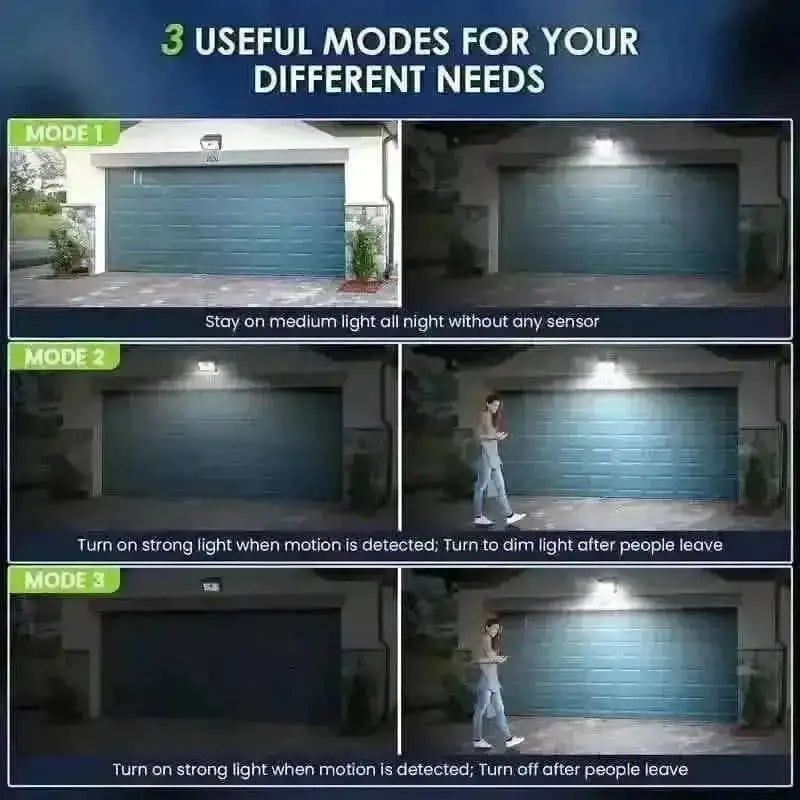 3 USEFUL MODES FOR YOUR
DIFFERENT NEEDS
MODE 1
Stay on medium light all night without any sensor
MODE 2
Turn on strong light when motion is detected; Turn to dim light after people leave
MODE 3
Turn on strong light when motion is detected; Turn off after people leave